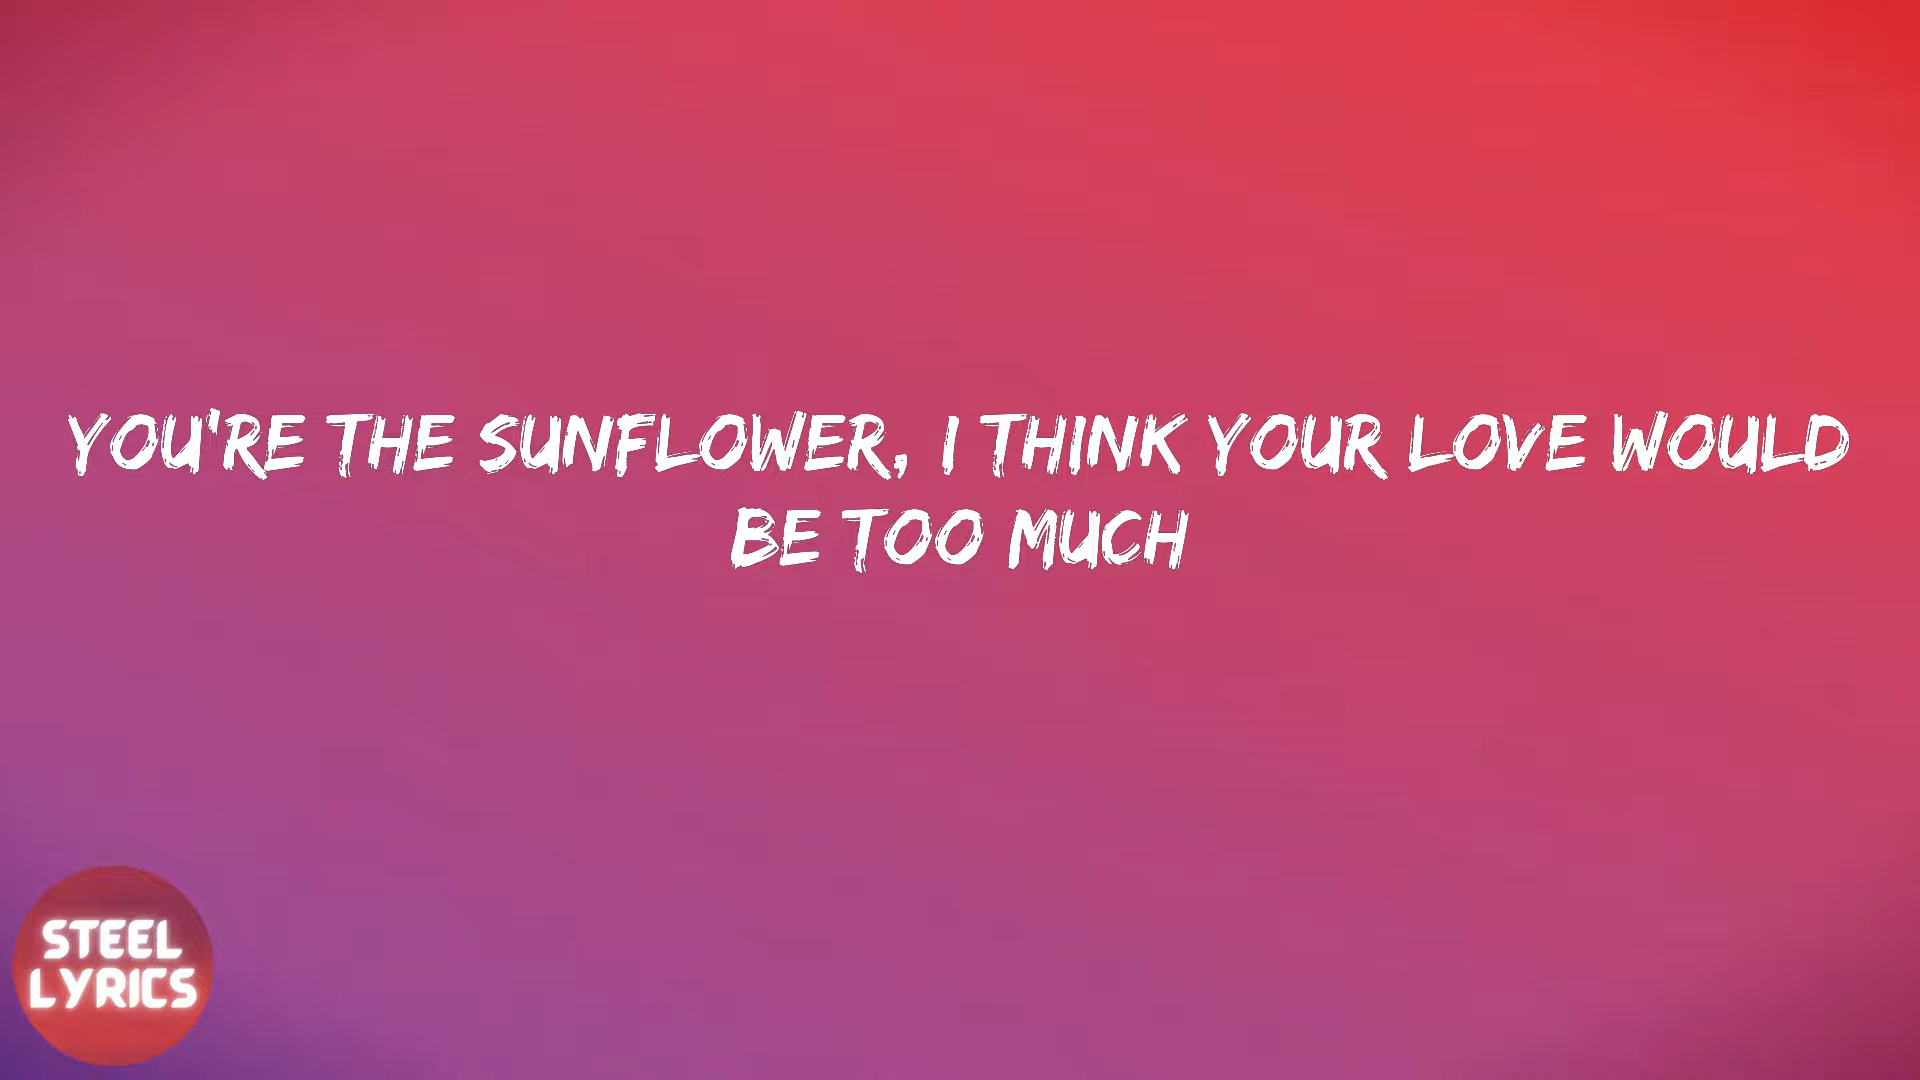 YOU'RE THE SUNFLOWER, I THINK YOUR LOVE WOULD
BE TOO MUCH
STEEL
LYRICS